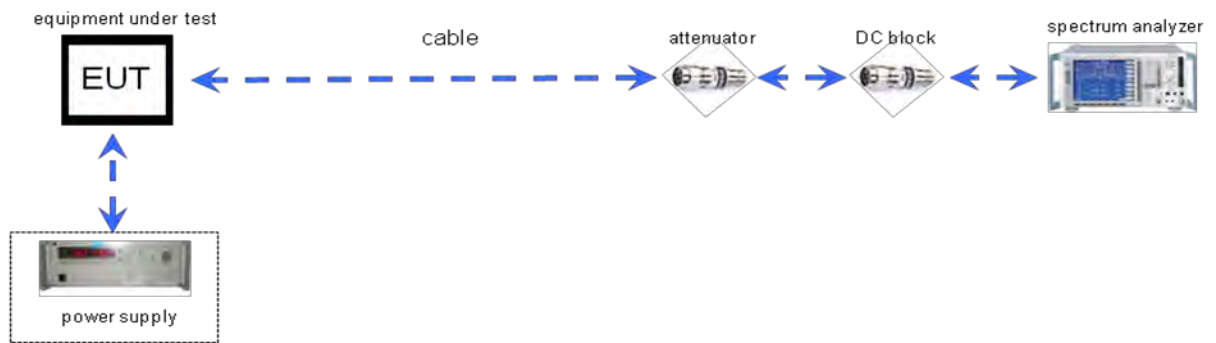 equipment under test
EUT
cable
attenuator
DC block
spectrum analyzer
power supply